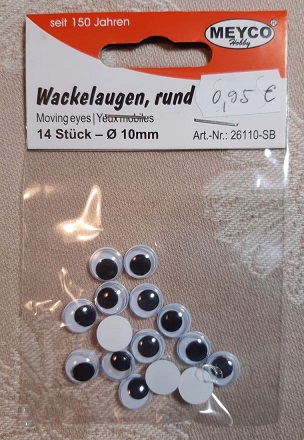 seit 150 Jahren
MEYCO®
Hobby
Wackelaugen, rund
0,95 €
Moving eyes | Yeux mobiles
14 Stück – Ø 10mm
Art.-Nr.: 26110-SB